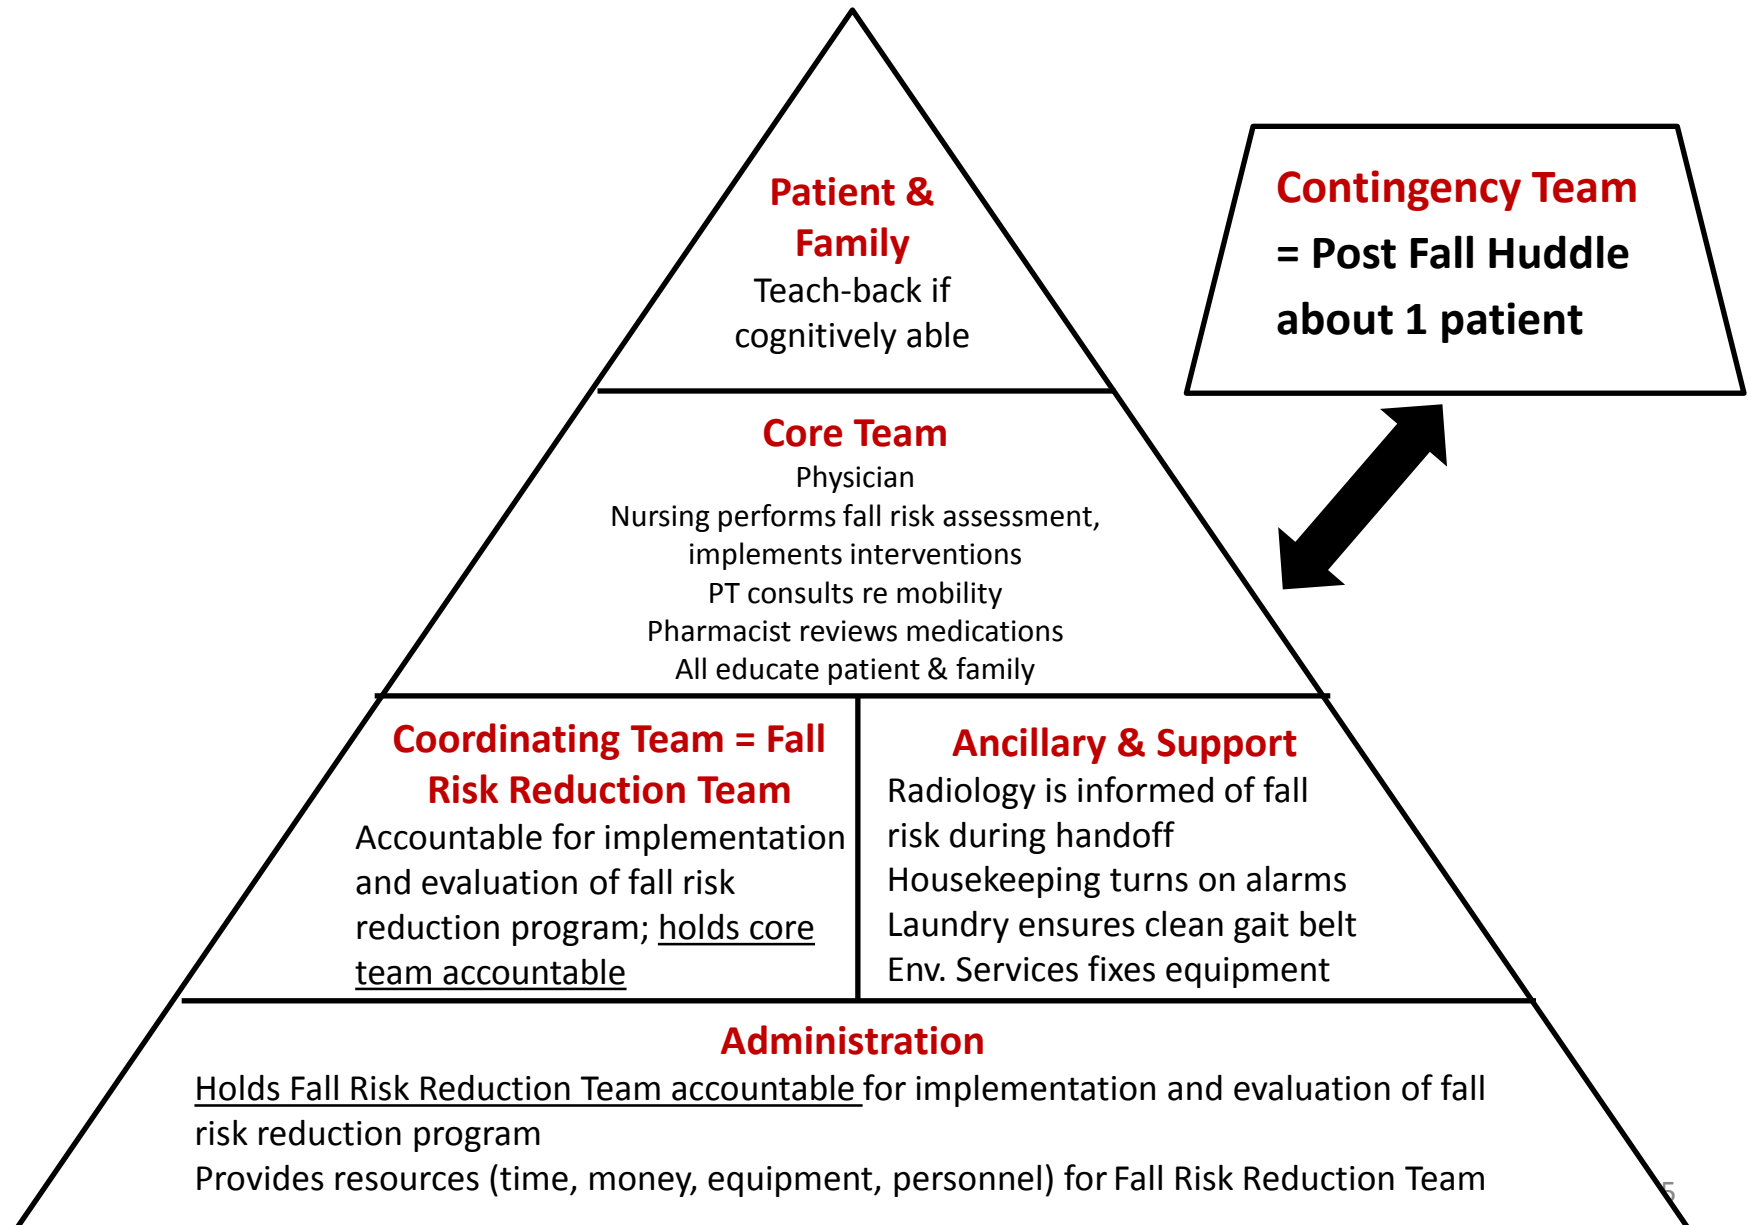 Patient &
Family
Teach-back if
cognitively able
Contingency Team
= Post Fall Huddle
about 1 patient
Core Team
Physician
Nursing performs fall risk assessment,
implements interventions
PT consults re mobility
Pharmacist reviews medications
All educate patient & family
Coordinating Team = Fall
Risk Reduction Team
Accountable for implementation
and evaluation of fall risk
reduction program; holds core
team accountable
Ancillary & Support
Radiology is informed of fall
risk during handoff
Housekeeping turns on alarms
Laundry ensures clean gait belt
Env. Services fixes equipment
Administration
Holds Fall Risk Reduction Team accountable for implementation and evaluation of fall
risk reduction program
Provides resources (time, money, equipment, personnel) for Fall Risk Reduction Team
5